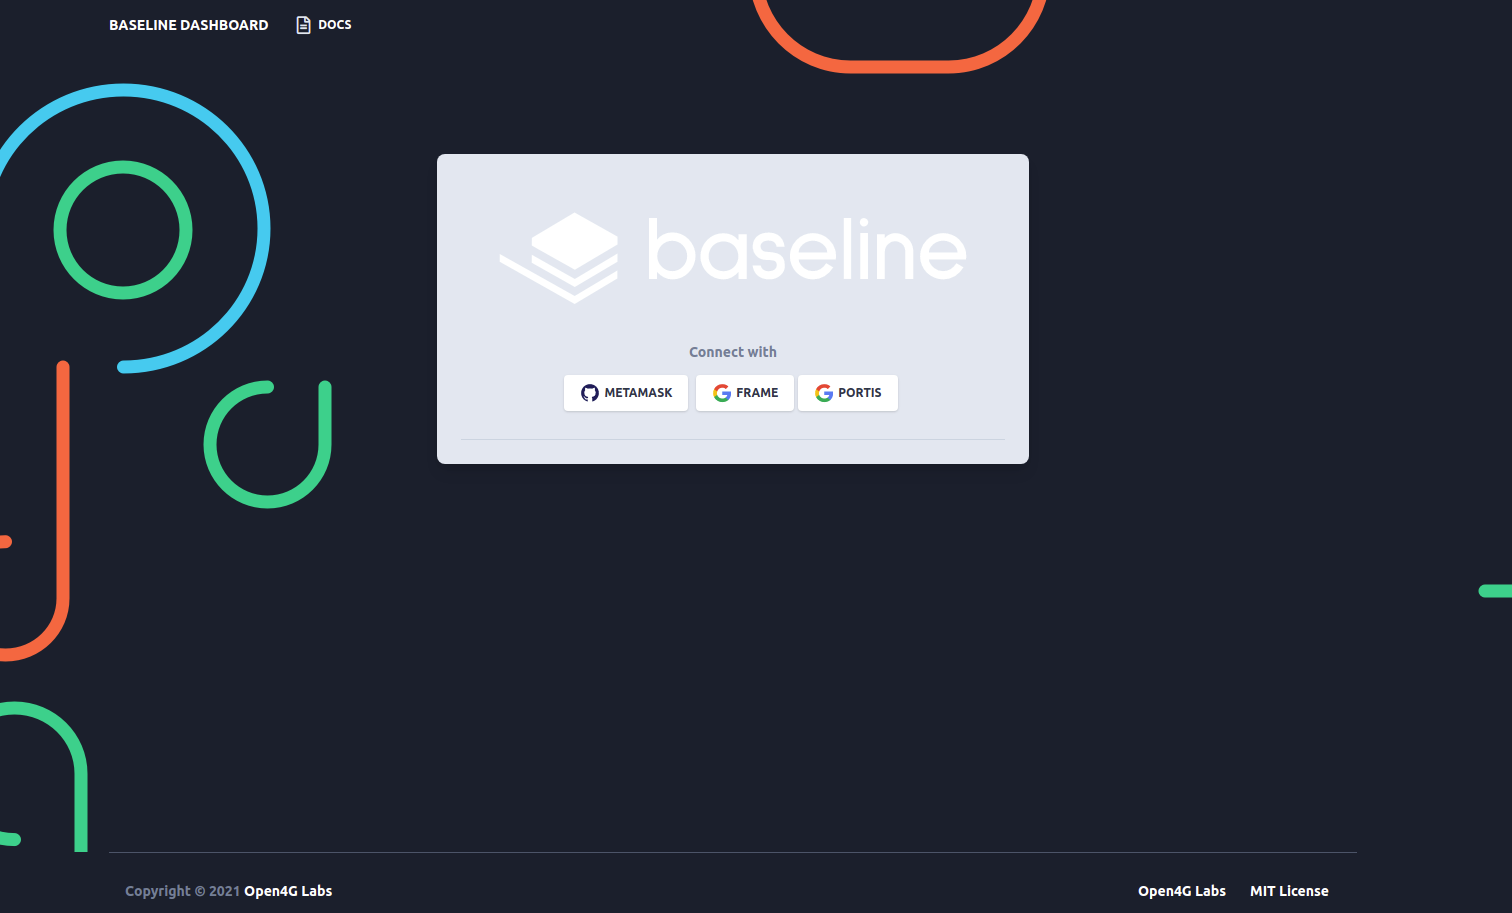 BASELINE DASHBOARD DOCS
baseline
Connect with
METAMASK FRAME PORTIS
Copyright © 2021 Open4G Labs Open4G Labs MIT License